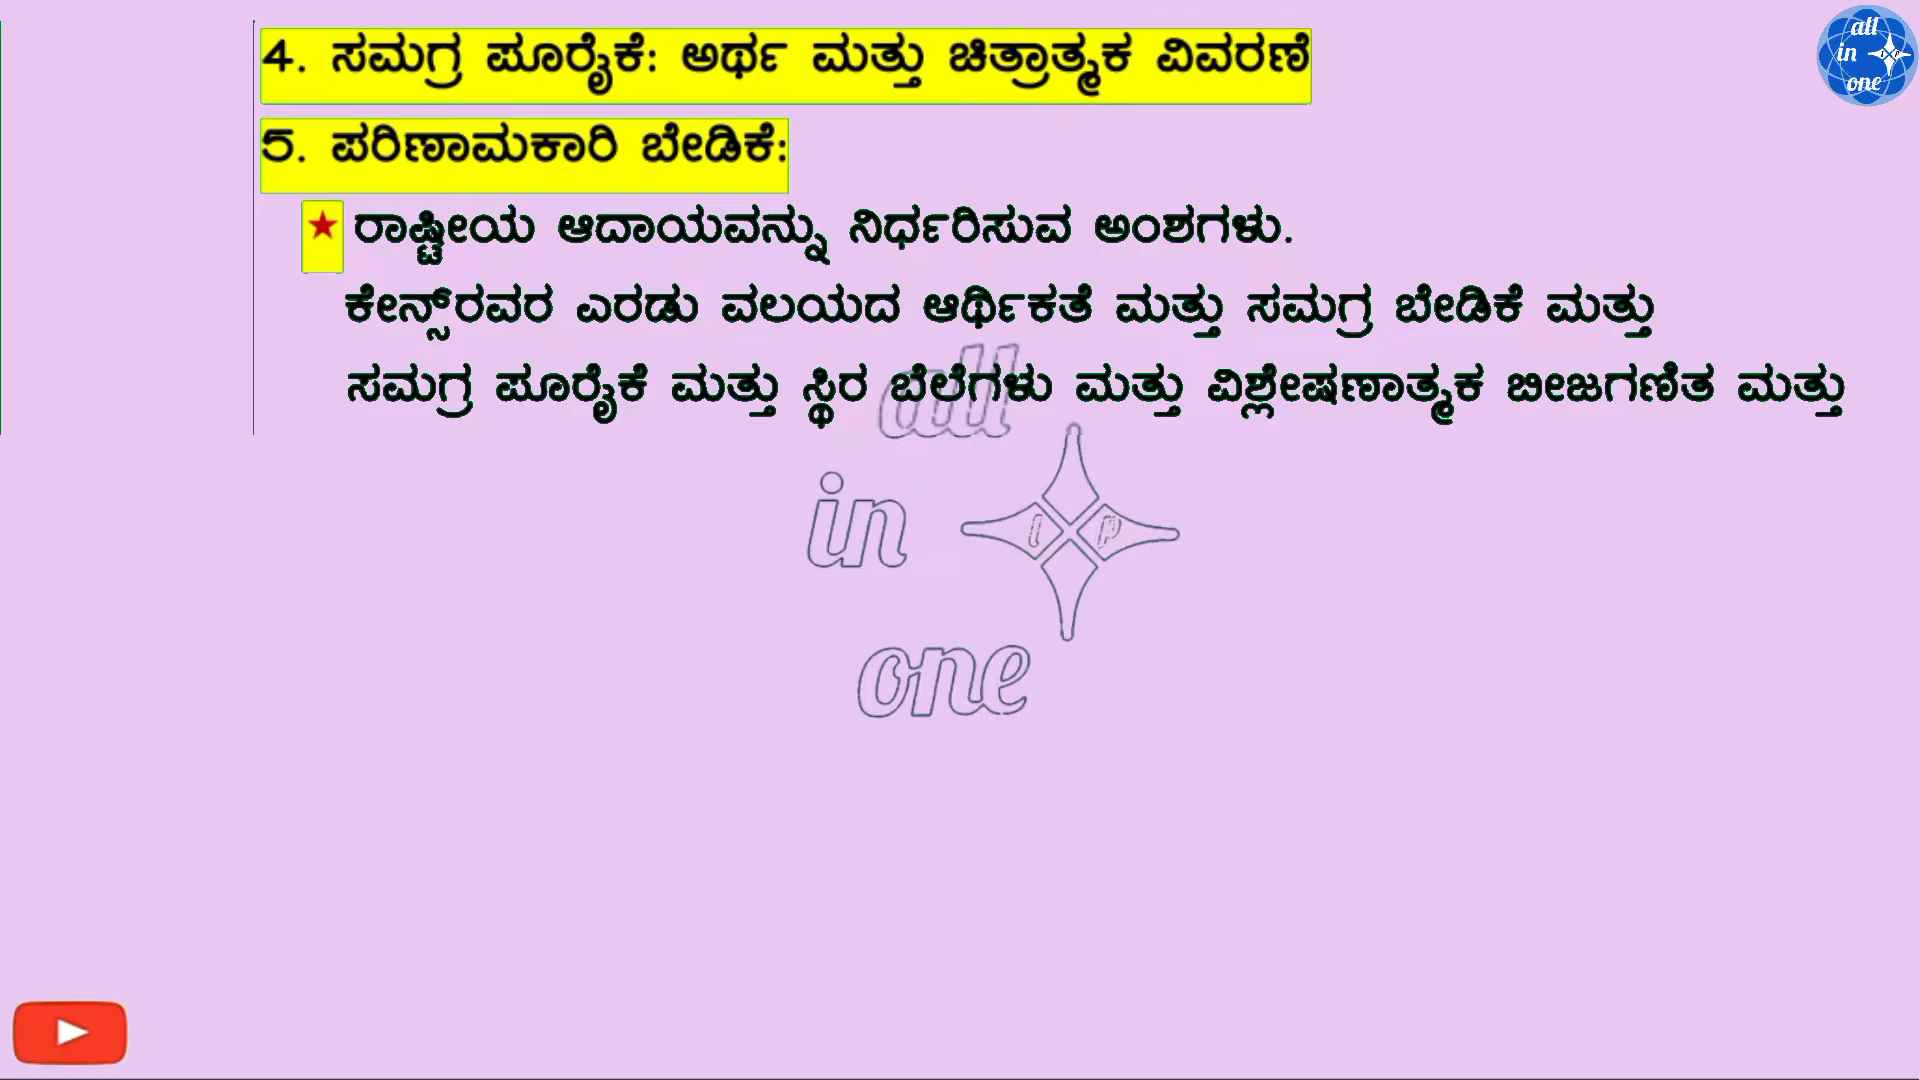 4. ಸಮಗ್ರ ಪೂರೈಕೆ: ಅರ್ಥ ಮತ್ತು ಚಿತ್ರಾತ್ಮಕ ವಿವರಣೆ
5. ಪರಿಣಾಮಕಾರಿ ಬೇಡಿಕೆ:
★ ರಾಷ್ಟೀಯ ಆದಾಯವನ್ನು ನಿರ್ಧರಿಸುವ ಅಂಶಗಳು.
ಕೇನ್ಸ್‌ರವರ ಎರಡು ವಲಯದ ಆರ್ಥಿಕತೆ ಮತ್ತು ಸಮಗ್ರ ಬೇಡಿಕೆ ಮತ್ತು
ಸಮಗ್ರ ಪೂರೈಕೆ ಮತ್ತು ಸ್ಥಿರ ಬೆಲೆಗಳು ಮತ್ತು ವಿಶ್ಲೇಷಣಾತ್ಮಕ ಬೀಜಗಣಿತ ಮತ್ತು
all
in
one
I P
all
in
one
I P